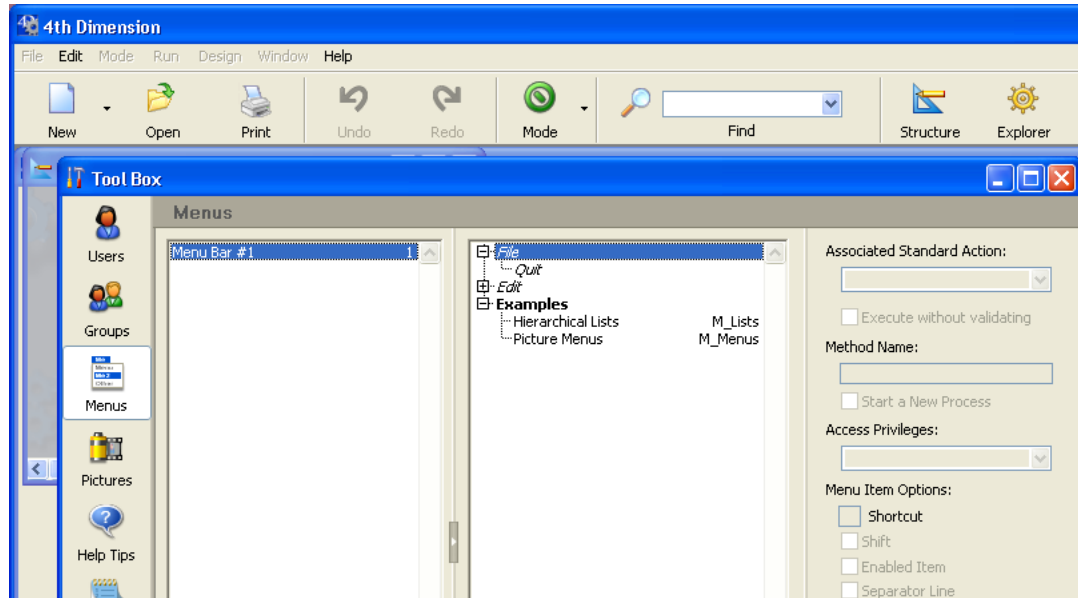 4th Dimension
File Edit Mode Run Design Window Help
New Open Print Undo Redo Mode Find Structure Explorer
Tool Box
Menus
Users
Groups
Menus
Pictures
Help Tips
Menu Bar #1 1
File
Quit
Edit
Examples
Hierarchical Lists M_Lists
Picture Menus M_Menus
Associated Standard Action:
Execute without validating
Method Name:
Start a New Process
Access Privileges:
Menu Item Options:
Shortcut
Shift
Enabled Item
Separator Line